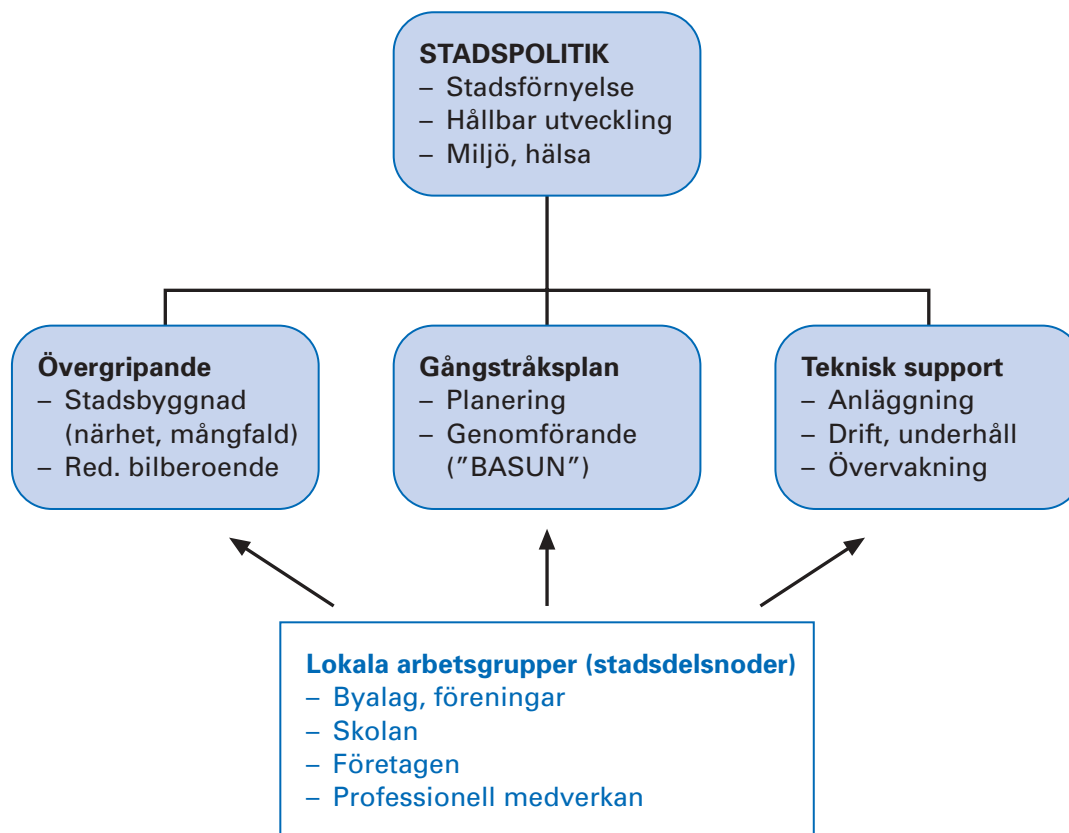 STADSPOLITIK
– Stadsförnyelse
– Hållbar utveckling
– Miljö, hälsa
Övergripande
– Stadsbyggnad
(närhet, mångfald)
– Red. bilberoende
Gångstråksplan
– Planering
– Genomförande
(”BASUN”)
Teknisk support
– Anläggning
– Drift, underhåll
– Övervakning
Lokala arbetsgrupper (stadsdelsnoder)
– Byalag, föreningar
– Skolan
– Företagen
– Professionell medverkan